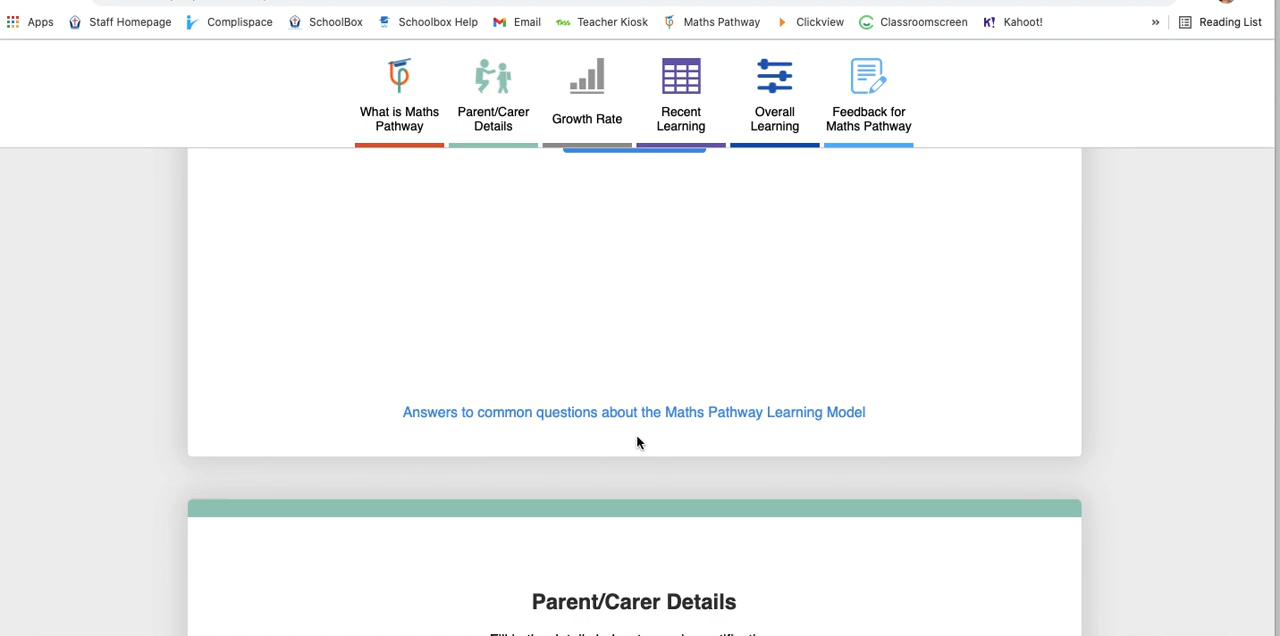 Apps Staff Homepage Complispace SchoolBox Schoolbox Help Email Teacher Kiosk Maths Pathway Clickview Classroomscreen K! Kahoot! » Reading List
What is Maths Pathway
Parent/Carer Details
Growth Rate
Recent Learning
Overall Learning
Feedback for Maths Pathway
Answers to common questions about the Maths Pathway Learning Model
Parent/Carer Details